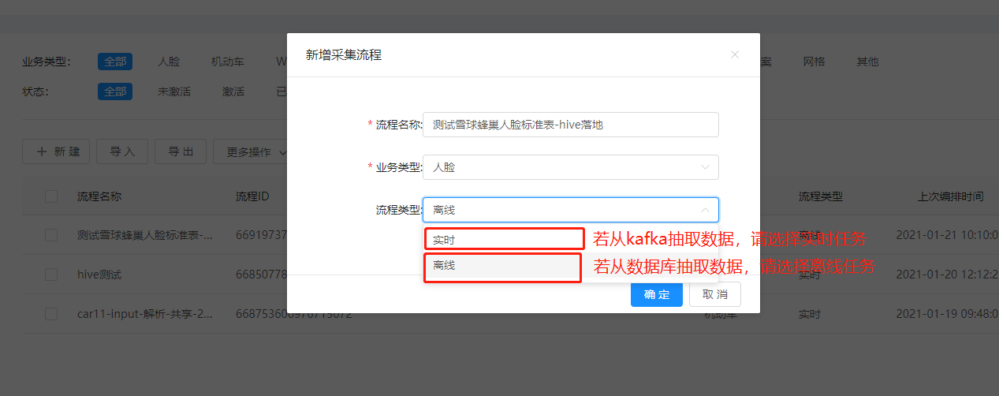 新增采集流程
业务类型： 全部 人脸 机动车 W 案 网格 其他
状态： 全部 未激活 激活 已
* 流程名称: 测试雪球蜂巢人脸标准表-hive落地
新 建 导 入 导 出 更多操作
* 业务类型: 人脸
流程名称 流程ID 流程类型 上次编排时间
流程类型: 离线
测试雪球蜂巢人脸标准表-... 66919737 离线 2021-01-21 10:10:0
实时 若从kafka抽取数据，请选择实时任务
离线 若从数据库抽取数据，请选择离线任务
hive测试 66850778 实时 2021-01-20 12:12:2
确 定 取 消
car11-input-解析-共享-2... 668753600976715072 机动车 实时 2021-01-19 09:48:0